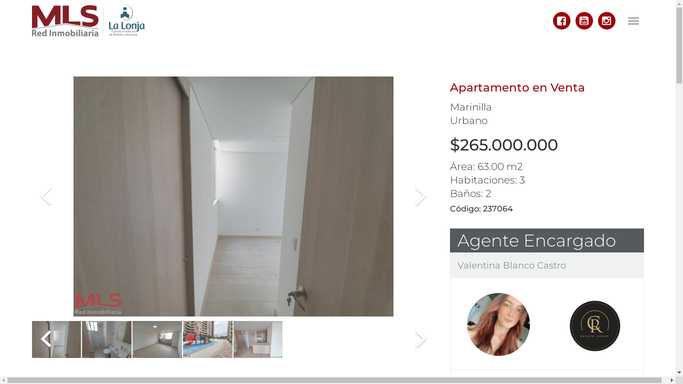 MLS
Red Inmobiliaria
La Lonja
Apartamento en Venta
Marinilla
Urbano
$265.000.000
Área: 63.00 m2
Habitaciones: 3
Baños: 2
Código: 237064
Agente Encargado
Valentina Blanco Castro
MLS
Red Inmobiliaria